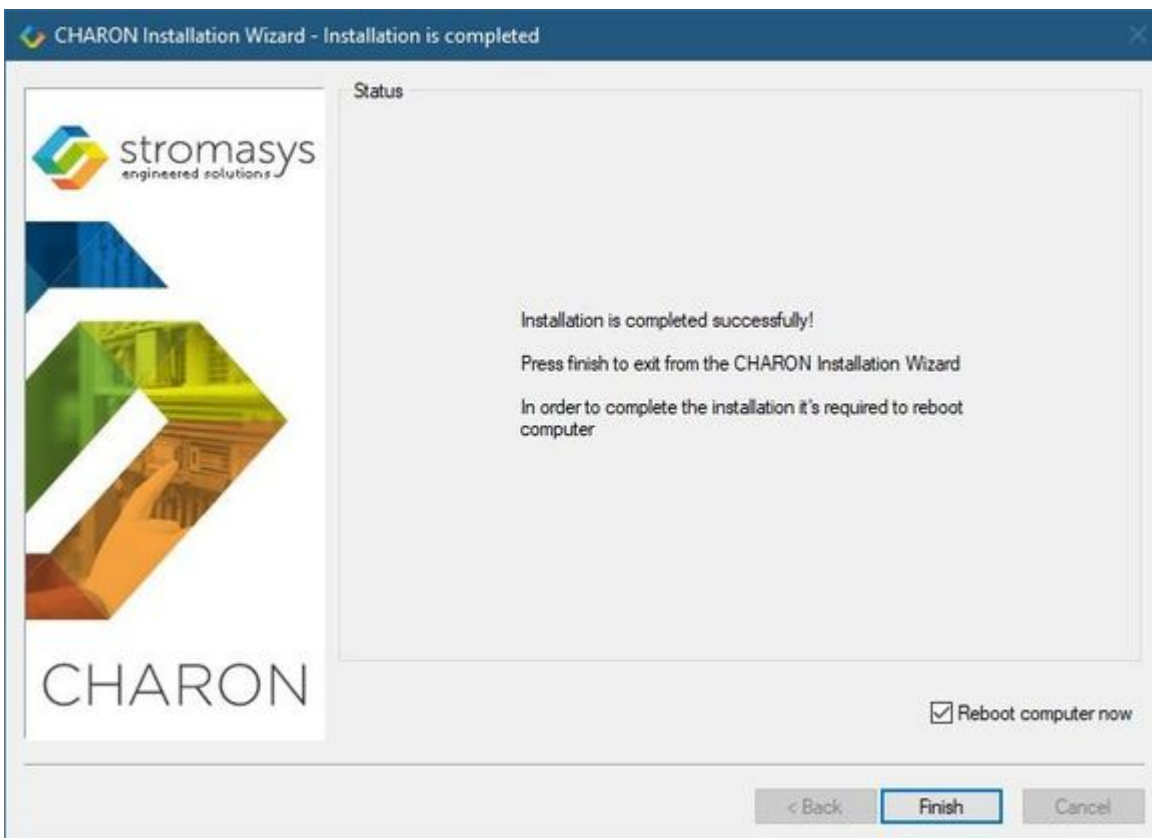 CHARON Installation Wizard - Installation is completed
Status
stromasys
engineered solutions
Installation is completed successfully!
Press finish to exit from the CHARON Installation Wizard
In order to complete the installation it's required to reboot
computer
CHARON
Reboot computer now
< Back
Finish
Cancel